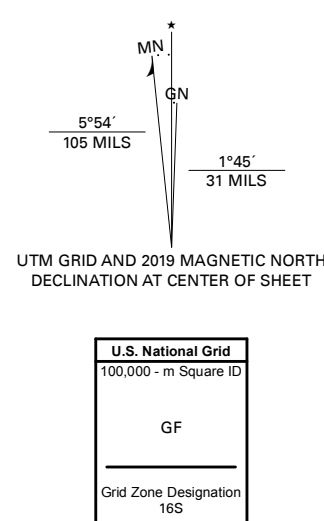 MN
GN
5°54´
105 MILS
1°45´
31 MILS
UTM GRID AND 2019 MAGNETIC NORTH
DECLINATION AT CENTER OF SHEET
U.S. National Grid
100,000 - m Square ID
GF
Grid Zone Designation
16S